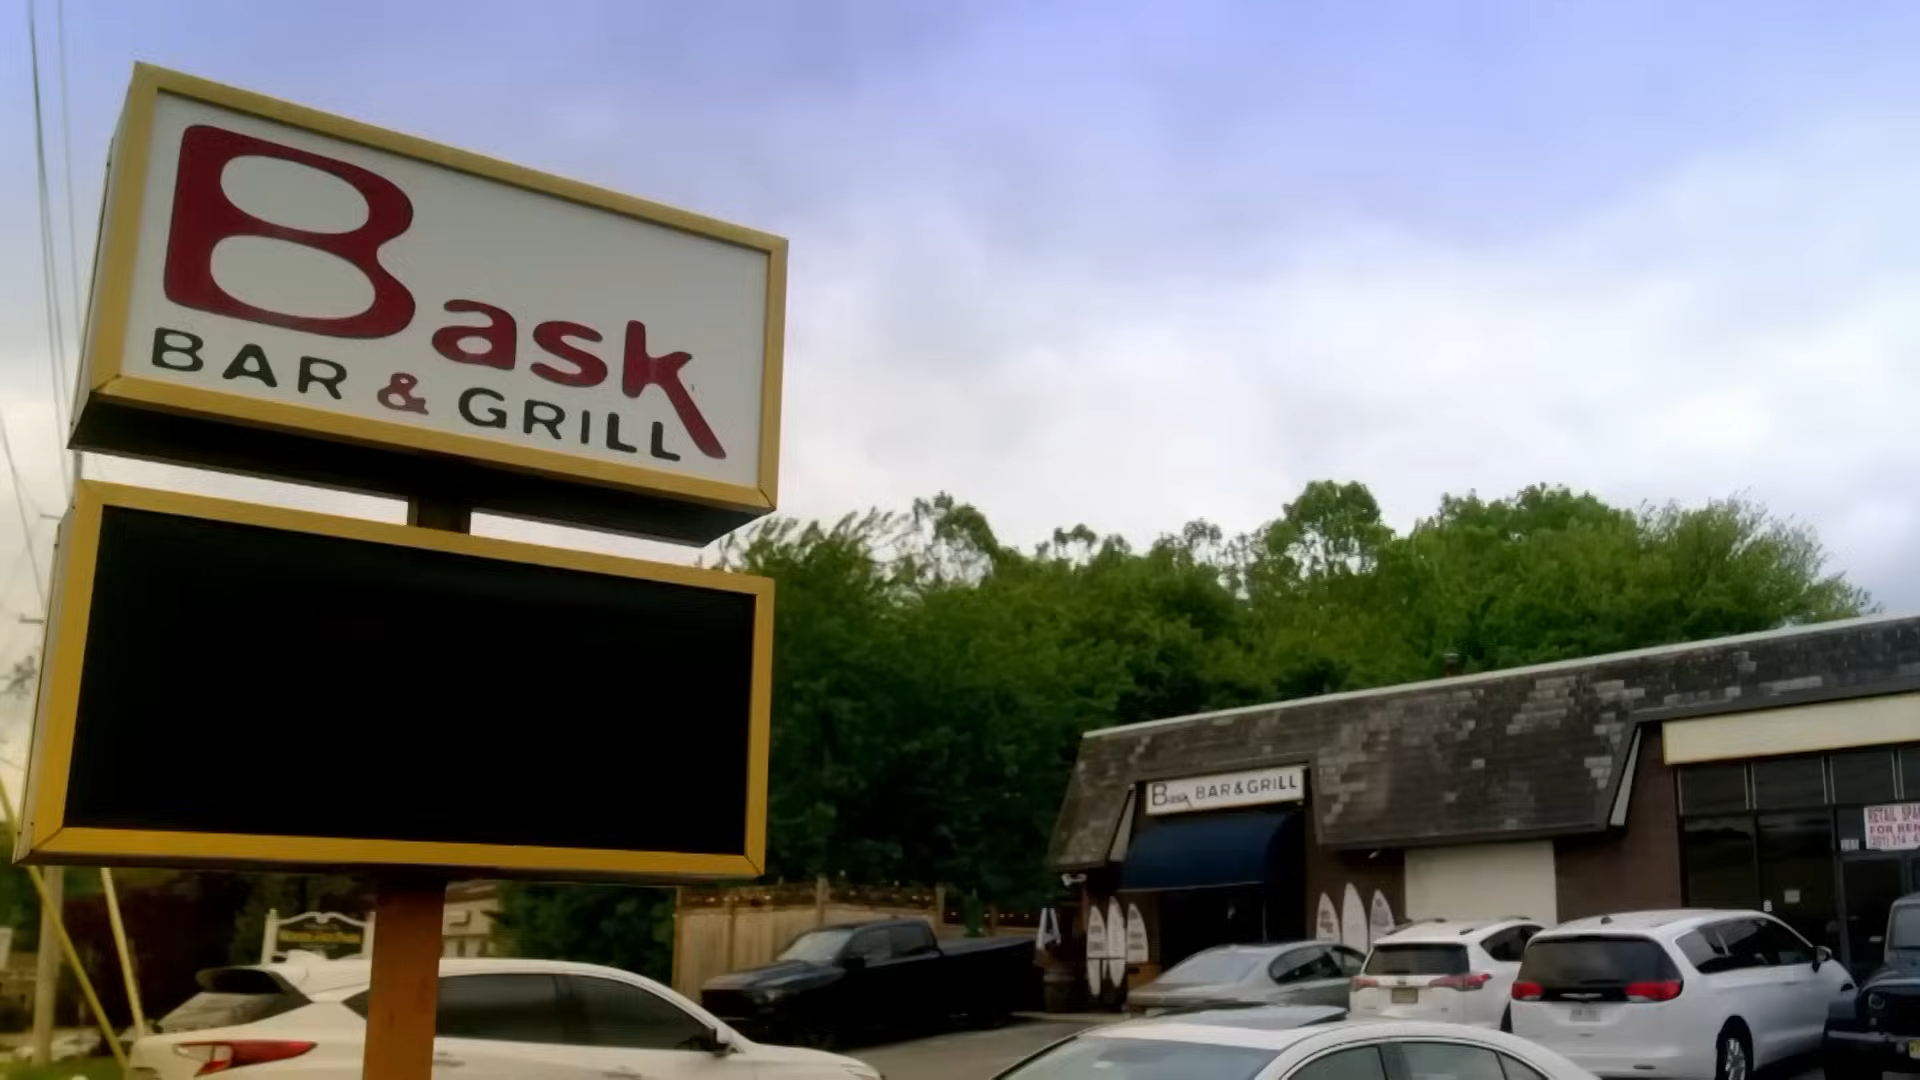 Bask
BAR & GRILL
Bask BAR & GRILL
RETAIL SPA
FOR REN